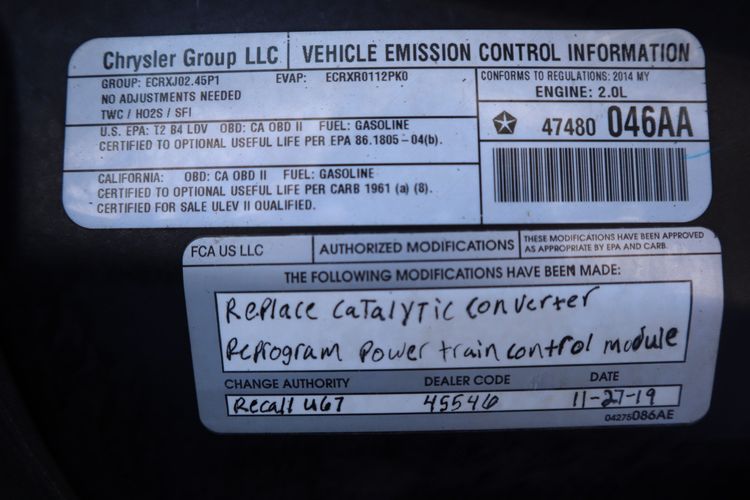 Chrysler Group LLC
VEHICLE EMISSION CONTROL INFORMATION
GROUP: ECRXJ02.45P1 EVAP: ECRXR0112PK0
NO ADJUSTMENTS NEEDED
TWC / HO2S / SFI
U.S. EPA: T2 B4 LDV OBD: CA OBD II FUEL: GASOLINE
CERTIFIED TO OPTIONAL USEFUL LIFE PER EPA 86.1805-04(b).
CALIFORNIA: OBD: CA OBD II FUEL: GASOLINE
CERTIFIED TO OPTIONAL USEFUL LIFE PER CARB 1961 (a) (8).
CERTIFIED FOR SALE ULEV II QUALIFIED.
CONFORMS TO REGULATIONS: 2014 MY
ENGINE: 2.0L
47480 046AA
FCA US LLC
AUTHORIZED MODIFICATIONS
THESE MODIFICATIONS HAVE BEEN APPROVED
AS APPROPRIATE BY EPA AND CARB.
THE FOLLOWING MODIFICATIONS HAVE BEEN MADE:
Replace Catalytic Converter
Reprogram Power train control module
CHANGE AUTHORITY DEALER CODE DATE
Recall U67 45546 11-27-19
04275086AE